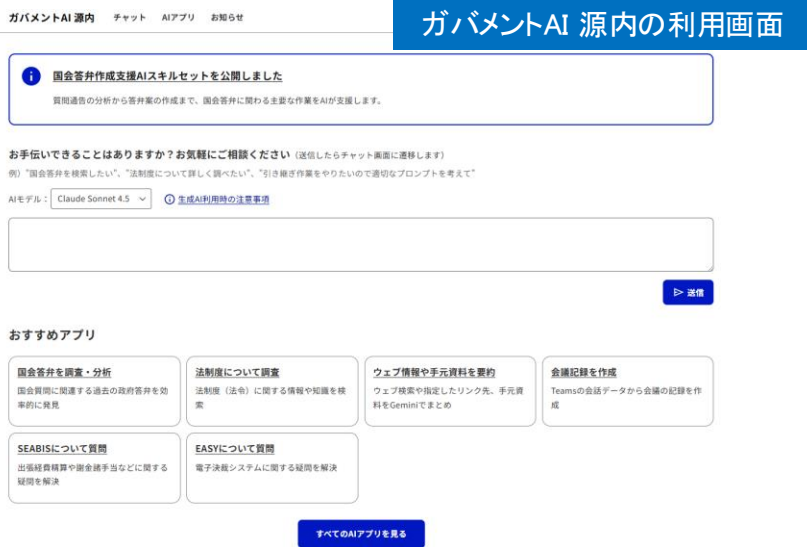 ガバメントAI 源内 チャット AIアプリ お知らせ
ガバメントAI 源内の利用画面
国会答弁作成支援AIスキルセットを公開しました
質問通告の分析から答弁案の作成まで、国会答弁に関わる主要な作業をAIが支援します。
お手伝いできることはありますか?お気軽にご相談ください(送信したらチャット画面に遷移します)
例)"国会答弁を検索したい"、"法制度について詳しく調べたい"、"引き継ぎ作業をやりたいので適切なプロンプトを考えて"
AIモデル: Claude Sonnet 4.5 生成AI利用時の注意事項
送信
おすすめアプリ
国会答弁を調査・分析
国会質問に関連する過去の政府答弁を効
率的に発見
法制度について調査
法制度(法令)に関する情報や知識を検
索
ウェブ情報や手元資料を要約
ウェブ検索や指定したリンク先、手元資
料をGeminiでまとめ
会議記録を作成
Teamsの会話データから会議の記録を作
成
SEABISについて質問
出張経費精算や謝金諸手当などに関する
疑問を解決
EASYについて質問
電子決裁システムに関する疑問を解決
すべてのAIアプリを見る